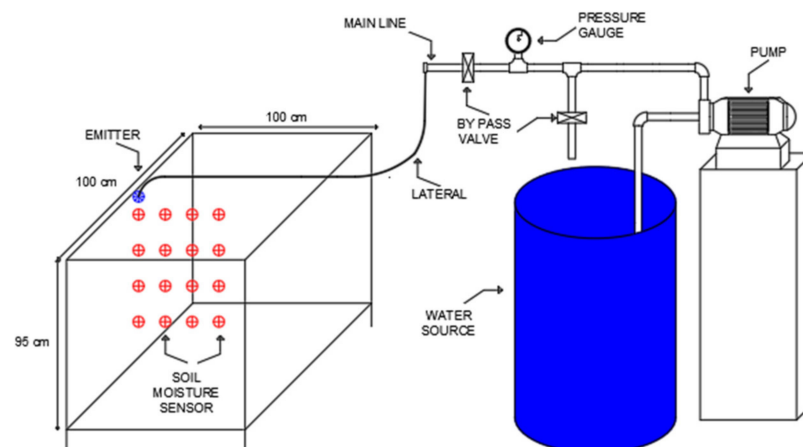 MAIN LINE
PRESSURE
GAUGE
PUMP
100 cm
EMITTER
BY PASS
VALVE
100 cm
LATERAL
WATER
SOURCE
95 cm
SOIL
MOISTURE
SENSOR